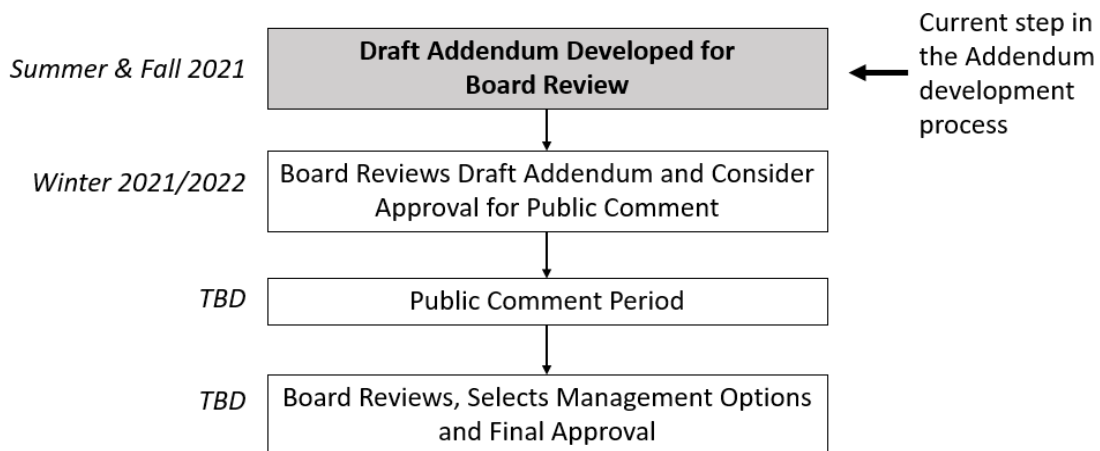 Summer & Fall 2021
Draft Addendum Developed for
Board Review
Current step in
the Addendum
development
process
Winter 2021/2022
Board Reviews Draft Addendum and Consider
Approval for Public Comment
TBD
Public Comment Period
TBD
Board Reviews, Selects Management Options
and Final Approval